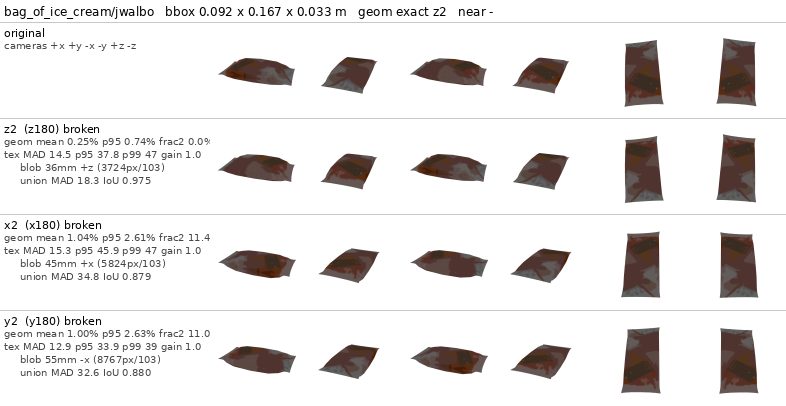 bag_of_ice_cream/jwalbo bbox 0.092 x 0.167 x 0.033 m geom exact z2 near -
original
cameras +x +y -x -y +z -z
z2 (z180) broken
geom mean 0.25% p95 0.74% frac2 0.0%
tex MAD 14.5 p95 37.8 p99 47 gain 1.0
blob 36mm +z (3724px/103)
union MAD 18.3 IoU 0.975
x2 (x180) broken
geom mean 1.04% p95 2.61% frac2 11.4
tex MAD 15.3 p95 45.9 p99 47 gain 1.0
blob 45mm +x (5824px/103)
union MAD 34.8 IoU 0.879
y2 (y180) broken
geom mean 1.00% p95 2.63% frac2 11.0
tex MAD 12.9 p95 33.9 p99 39 gain 1.0
blob 55mm -x (8767px/103)
union MAD 32.6 IoU 0.880